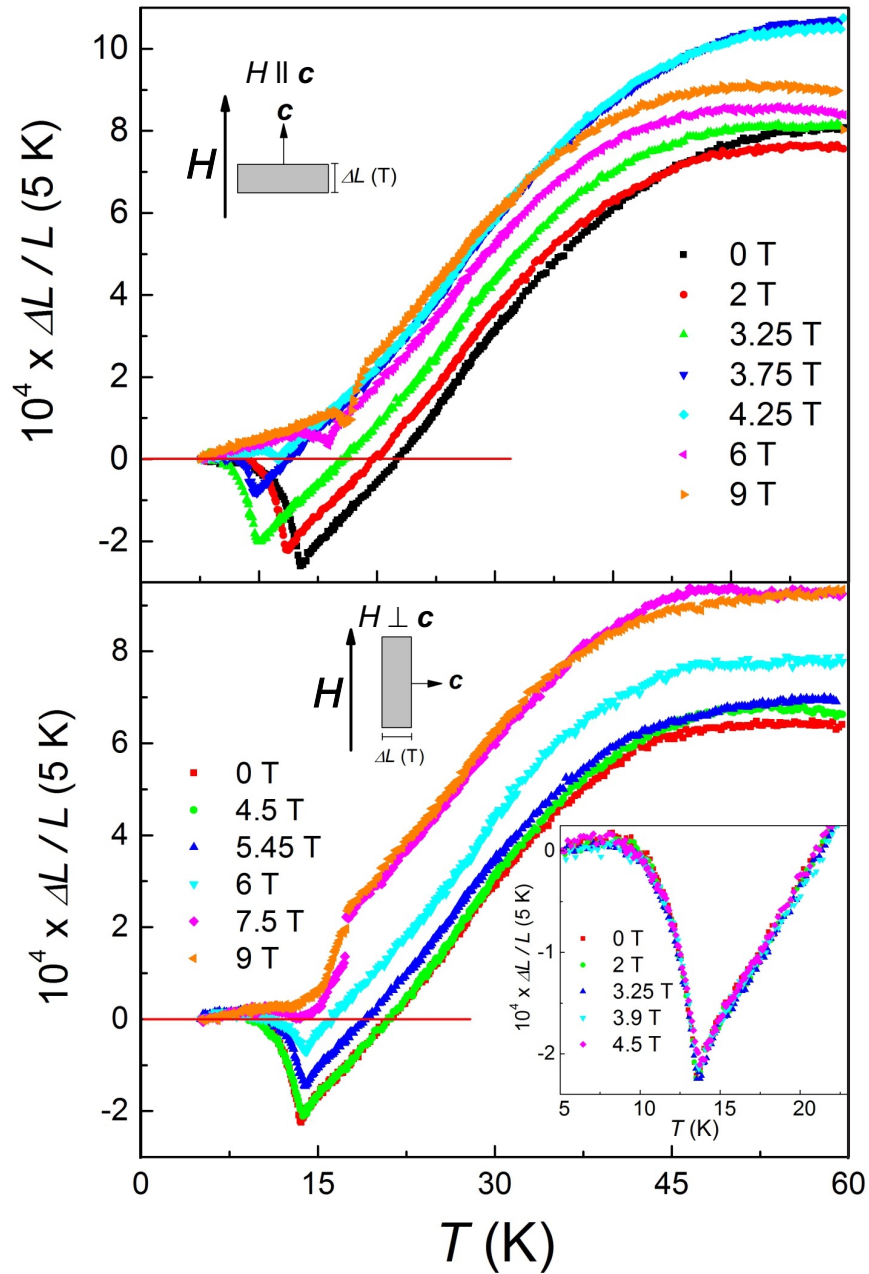 10
8
6
4
2
0
-2
10⁴ x ΔL / L (5 K)
H || c
c
H
ΔL (T)
0 T
2 T
3.25 T
3.75 T
4.25 T
6 T
9 T
8
6
4
2
0
-2
10⁴ x ΔL / L (5 K)
H ⊥ c
H
c
ΔL (T)
0 T
4.5 T
5.45 T
6 T
7.5 T
9 T
0
-1
-2
10⁴ x ΔL / L (5 K)
0 T
2 T
3.25 T
3.9 T
4.5 T
5 10 15 20
T (K)
0 15 30 45 60
T (K)